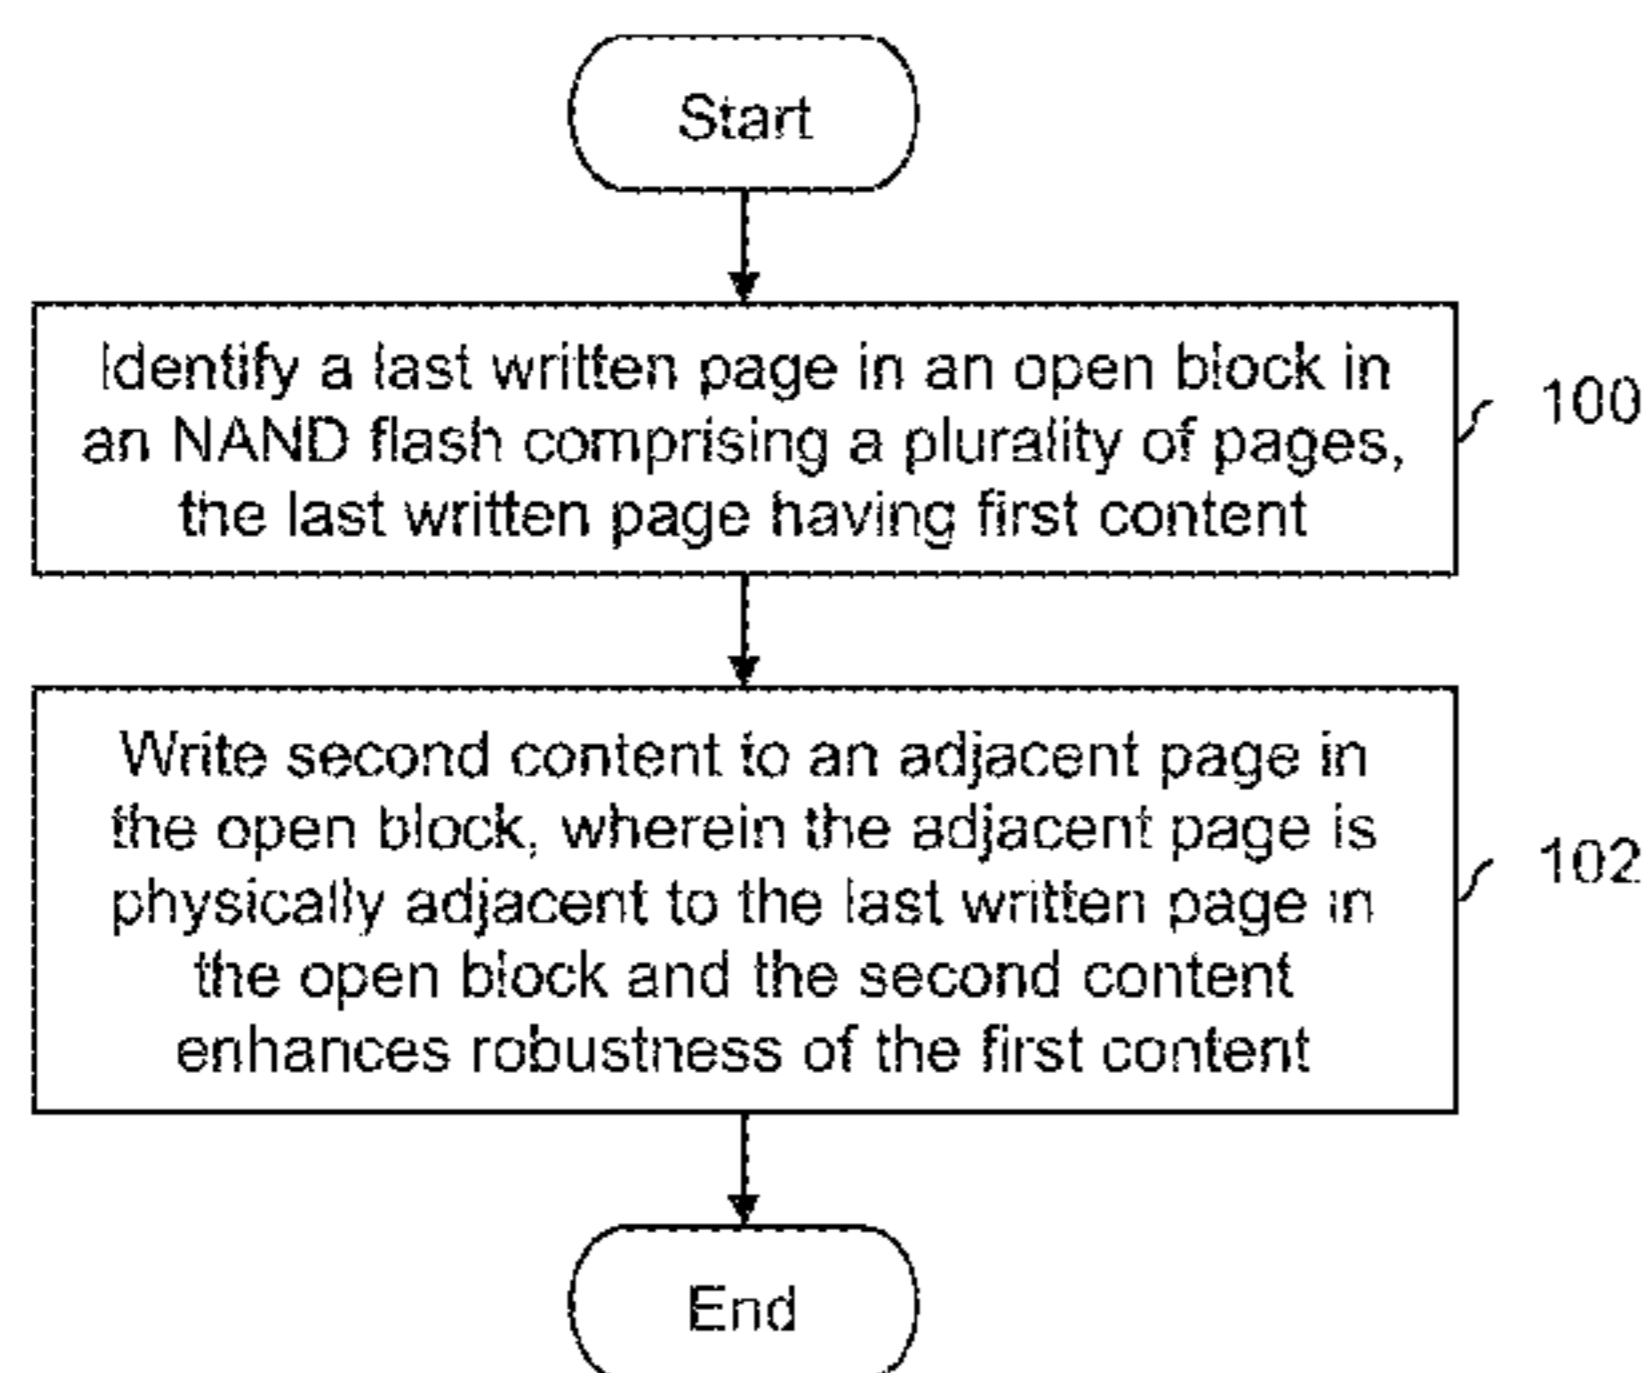 Start
Identify a last written page in an open block in
an NAND flash comprising a plurality of pages,
the last written page having first content
100
Write second content to an adjacent page in
the open block, wherein the adjacent page is
physically adjacent to the last written page in
the open block and the second content
enhances robustness of the first content
102
End